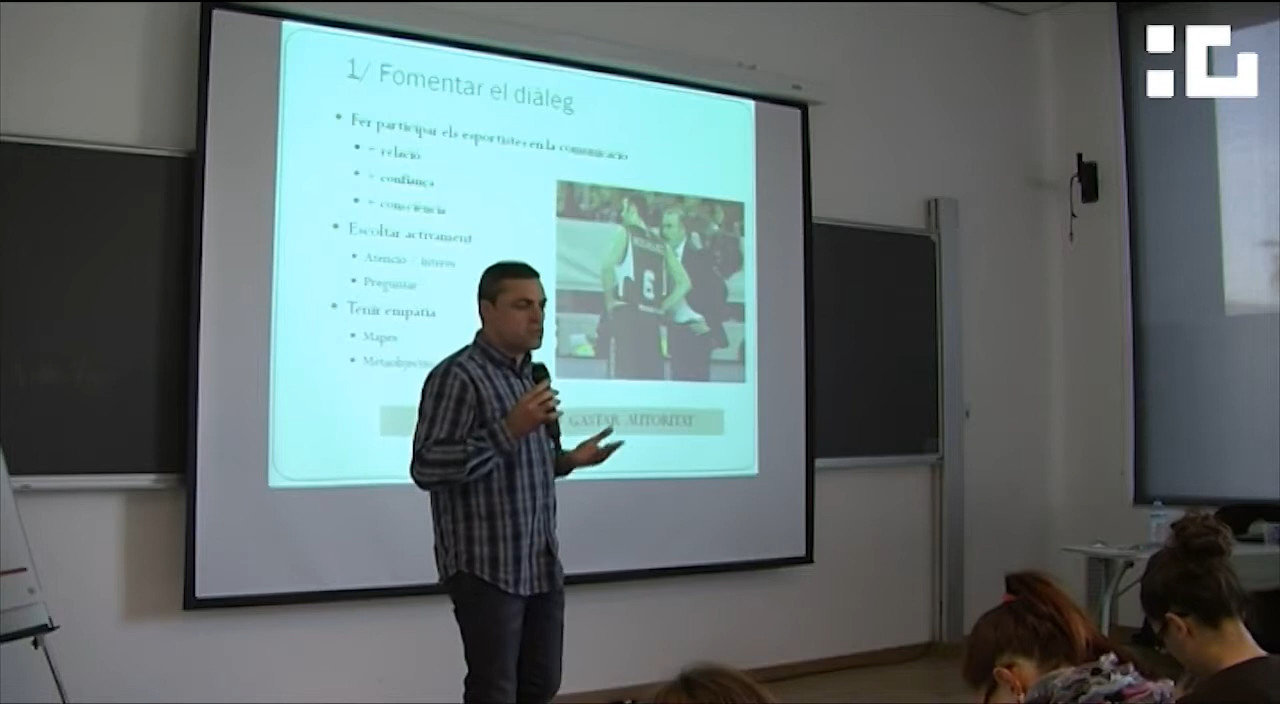 1/ Fomentar el diàleg
• Fer participar els esportistes en la comunicació
• + relació
• + confiança
• + consciència
• Escoltar activament
• Atenció / interès
• Preguntar
• Tenir empatia
• Mapes
GASTAR AUTORITAT
6